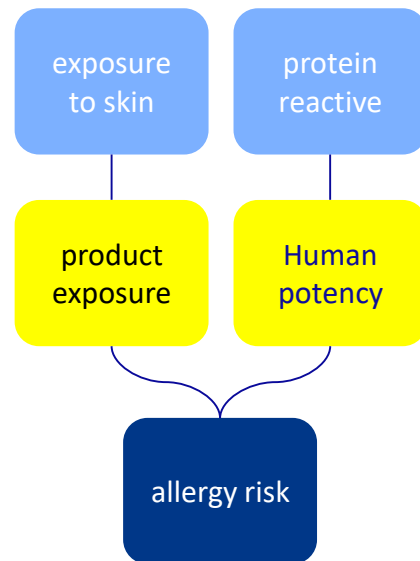 exposure
to skin
protein
reactive
product
exposure
Human
potency
allergy risk